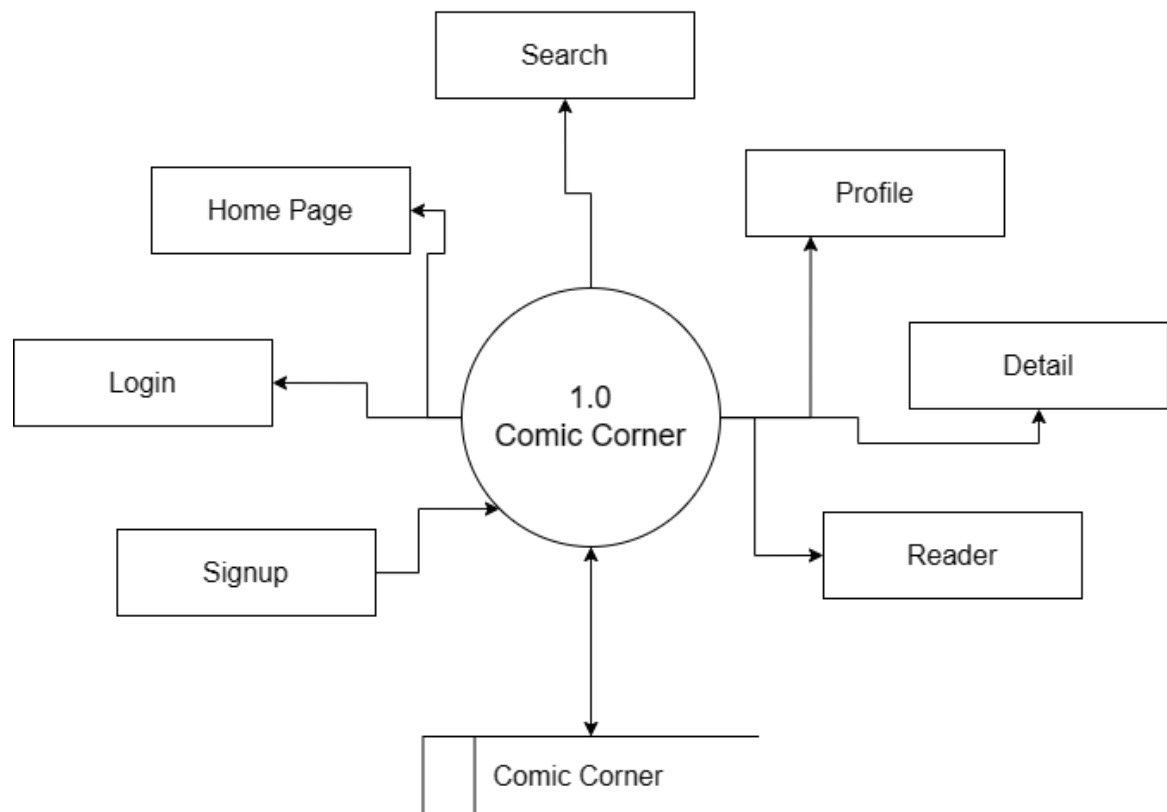 Search
Profile
Home Page
Detail
Login
1.0
Comic Corner
Signup
Reader
Comic Corner